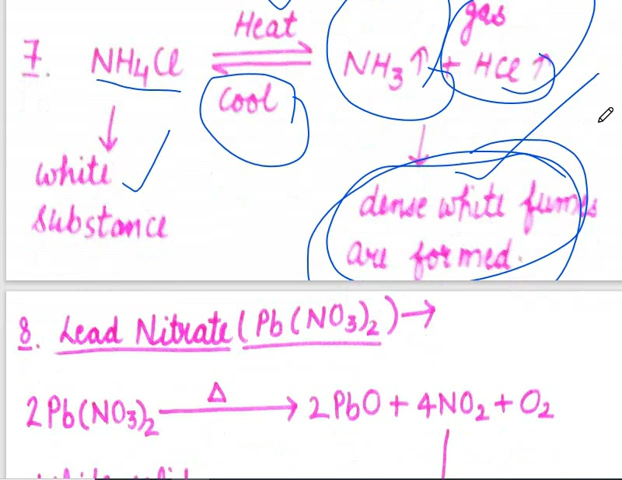 gas
Heat
7. NH4Cl ⇌ NH3↑ + HCl↑
Cool
↓ ↓
white dense white fumes
substance are formed.
8. Lead Nitrate (Pb(NO3)2) →
Δ
2Pb(NO3)2 → 2PbO + 4NO2 + O2